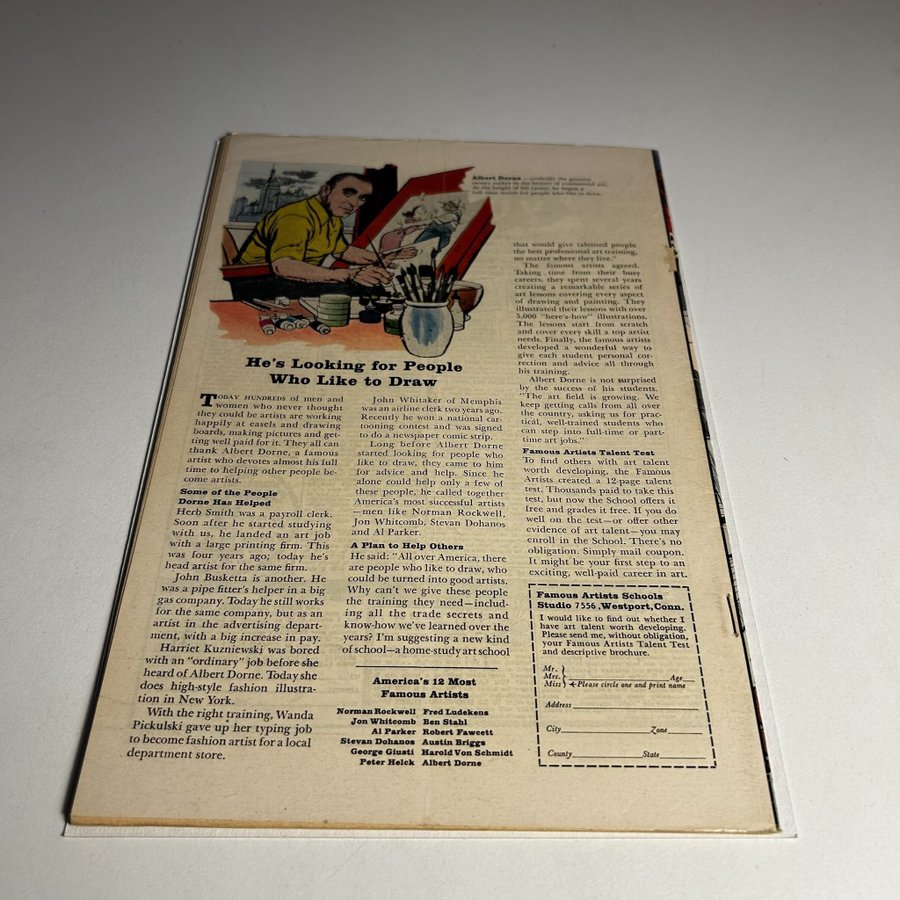 Albert Dorne — probably the greatest
At the height of his career, he began a
full-time search for people who like to draw.
He's Looking for People
Who Like to Draw
TODAY HUNDREDS of men and
women who never thought
they could be artists are working
happily at easels and drawing
boards, making pictures and get-
ting well paid for it. They all can
thank Albert Dorne, a famous
artist who devotes almost his full
time to helping other people be-
come artists.
Some of the People
Dorne Has Helped
Herb Smith was a payroll clerk.
Soon after he started studying
with us, he landed an art job
with a large printing firm. This
was four years ago; today he's
head artist for the same firm.
John Busketta is another. He
was a pipe fitter's helper in a big
gas company. Today he still works
for the same company, but as an
artist in the advertising depart-
ment, with a big increase in pay.
Harriet Kuzniewski was bored
with an "ordinary" job before she
heard of Albert Dorne. Today she
does high-style fashion illustra-
tion in New York.
With the right training, Wanda
Pickulski gave up her typing job
to become fashion artist for a local
department store.
John Whitaker of Memphis
was an airline clerk two years ago.
Recently he won a national car-
tooning contest and was signed
to do a newspaper comic strip.
Long before Albert Dorne
started looking for people who
like to draw, they came to him
for advice and help. Since he
alone could help only a few of
these people, he called together
America's most successful artists
—men like Norman Rockwell,
Jon Whitcomb, Stevan Dohanos
and Al Parker.
A Plan to Help Others
He said: "All over America, there
are people who like to draw, who
could be turned into good artists.
Why can't we give these people
the training they need—includ-
ing all the trade secrets and
know-how we've learned over the
years? I'm suggesting a new kind
of school—a home-study art school
America's 12 Most
Famous Artists
Norman Rockwell Fred Ludekens
Jon Whitcomb Ben Stahl
Al Parker Robert Fawcett
Stevan Dohanos Austin Briggs
George Giusti Harold Von Schmidt
Peter Helck Albert Dorne
that would give talented people
the best professional art training,
no matter where they live."
The famous artists agreed.
Taking time from their busy
careers, they spent several years
creating a remarkable series of
art lessons covering every aspect
of drawing and painting. They
illustrated their lessons with over
5,000 "here's-how" illustrations.
The lessons start from scratch
and cover every skill a top artist
needs. Finally, the famous artists
developed a wonderful way to
give each student personal cor-
rection and advice all through
his training.
Albert Dorne is not surprised
by the success of his students.
"The art field is growing. We
keep getting calls from all over
the country, asking us for prac-
tical, well-trained students who
can step into full-time or part-
time art jobs."
Famous Artists Talent Test
To find others with art talent
worth developing, the Famous
Artists created a 12-page talent
test. Thousands paid to take this
test, but now the School offers it
free and grades it free. If you do
well on the test—or offer other
evidence of art talent—you may
enroll in the School. There's no
obligation. Simply mail coupon.
It might be your first step to an
exciting, well-paid career in art.
Famous Artists Schools
Studio 7556, Westport, Conn.
I would like to find out whether I
have art talent worth developing.
Please send me, without obligation,
your Famous Artists Talent Test
and descriptive brochure.
Mr.
Mrs. Age
Miss ←Please circle one and print name
Address
City Zone
County State